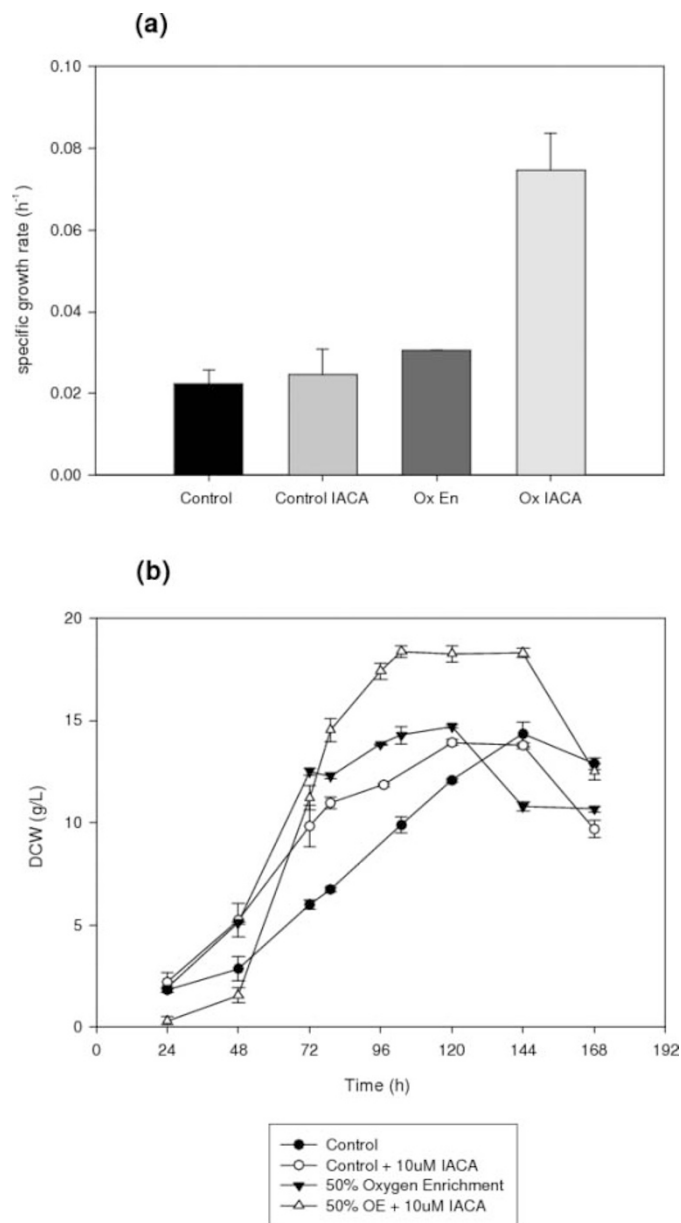 (a)
0.10
0.08
0.06
0.04
0.02
0.00
specific growth rate (h-1)
Control
Control IACA
Ox En
Ox IACA
(b)
20
15
10
5
0
DCW (g/L)
0 24 48 72 96 120 144 168 192
Time (h)
Control
Control + 10uM IACA
50% Oxygen Enrichment
50% OE + 10uM IACA